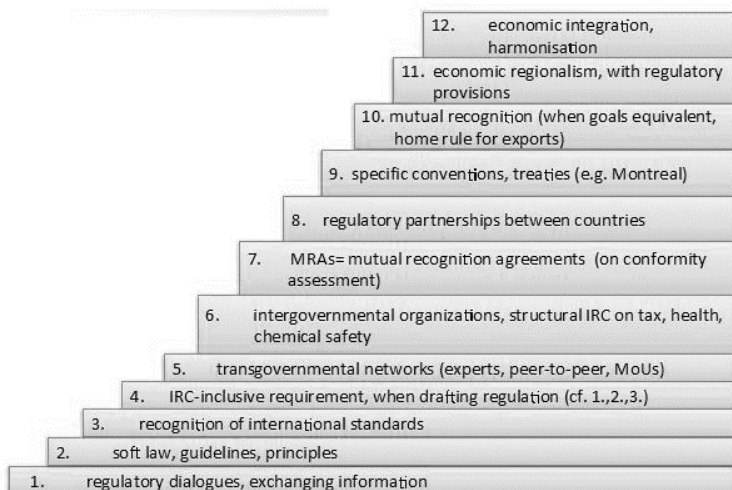 12. economic integration,
harmonisation
11. economic regionalism, with regulatory
provisions
10. mutual recognition (when goals equivalent,
home rule for exports)
9. specific conventions, treaties (e.g. Montreal)
8. regulatory partnerships between countries
7. MRAs= mutual recognition agreements (on conformity
assessment)
6. intergovernmental organizations, structural IRC on tax, health,
chemical safety
5. transgovernmental networks (experts, peer-to-peer, MoUs)
4. IRC-inclusive requirement, when drafting regulation (cf. 1.,2.,3.)
3. recognition of international standards
2. soft law, guidelines, principles
1. regulatory dialogues, exchanging information